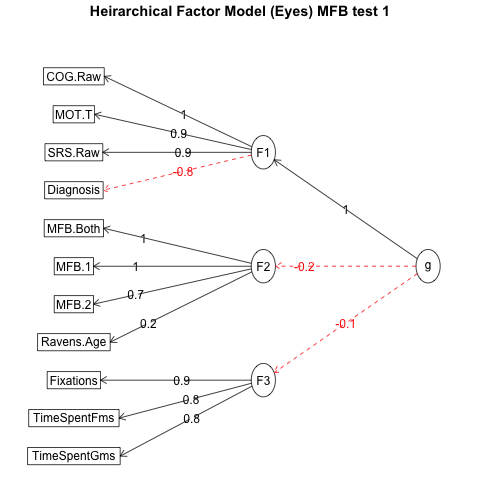 Heirarchical Factor Model (Eyes) MFB test 1
COG.Raw
1
MOT.T
0.9
SRS.Raw
0.9
F1
-0.8
Diagnosis
1
MFB.Both
1
MFB.1
1
F2
-0.2
g
0.7
MFB.2
0.2
-0.1
Ravens.Age
Fixations
0.9
F3
0.8
TimeSpentFms
0.8
TimeSpentGms